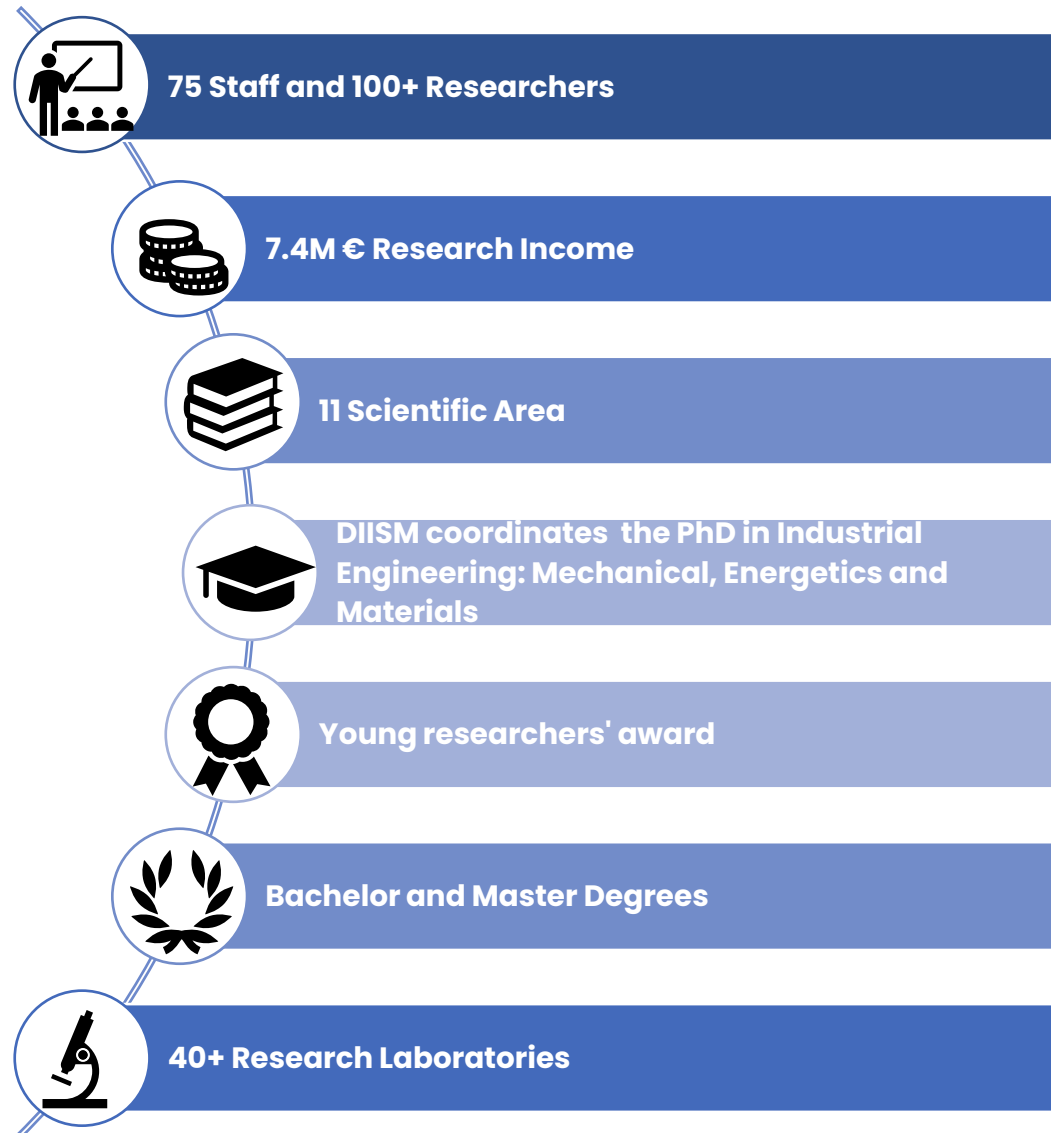 75 Staff and 100+ Researchers
7.4M € Research Income
11 Scientific Area
DIISM coordinates  the PhD in Industrial
Engineering: Mechanical, Energetics and
Materials
Young researchers' award
Bachelor and Master Degrees
40+ Research Laboratories